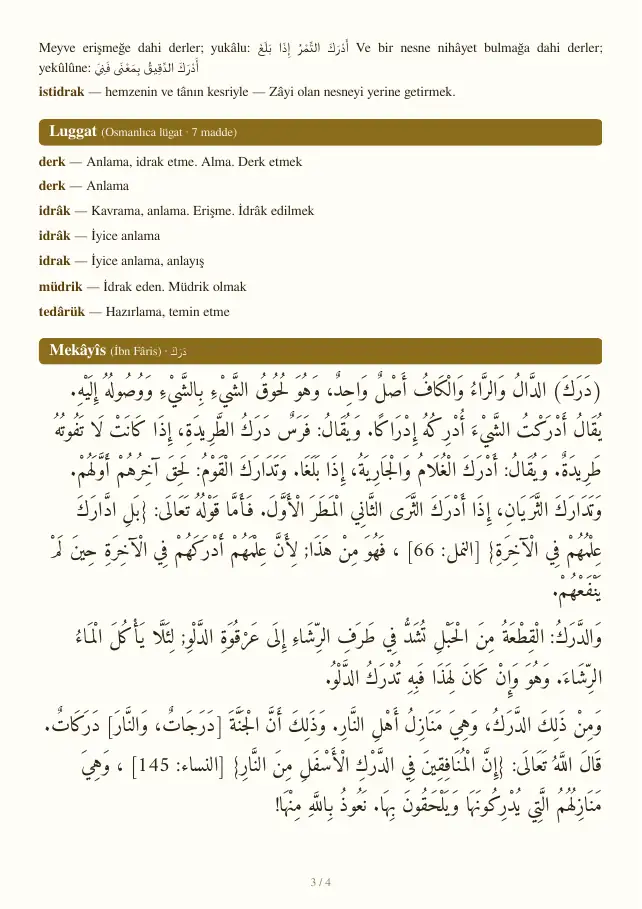 Meyve erişmeğe dahi derler; yukâlu: أَدْرَكَ الثَّمْرُ إِذَا بَلَغَ Ve bir nesne nihâyet bulmağa dahi derler;
yekûlûne: أَدْرَكَ الدَّقِيقُ بِمَعْنَى فَنِيَ
istidrak — hemzenin ve tânın kesriyle — Zâyi olan nesneyi yerine getirmek.
Luggat (Osmanlıca lügat · 7 madde)
derk — Anlama, idrak etme. Alma. Derk etmek
derk — Anlama
idrâk — Kavrama, anlama. Erişme. İdrâk edilmek
idrâk — İyice anlama
idrak — İyice anlama, anlayış
müdrik — İdrak eden. Müdrik olmak
tedârük — Hazırlama, temin etme
Mekâyîs (İbn Fâris) · دَرَكَ
(دَرَكَ) الدَّالُ وَالرَّاءُ وَالْكَافُ أَصْلٌ وَاحِدٌ، وَهُوَ لُحُوقُ الشَّيْءِ بِالشَّيْءِ وَوُصُولُهُ إِلَيْهِ.
يُقَالُ أَدْرَكْتُ الشَّيْءَ أُدْرِكُهُ إِدْرَاكًا. وَيُقَالُ: فَرَسٌ دَرَكُ الطَّرِيدَةِ، إِذَا كَانَتْ لَا تَفُوتُهُ
طَرِيدَةٌ. وَيُقَالُ: أَدْرَكَ الْغُلَامُ وَالْجَارِيَةُ، إِذَا بَلَغَا. وَتَدَارَكَ الْقَوْمُ: لَحِقَ آخِرُهُمْ أَوَّلَهُمْ.
وَتَدَارَكَ الثَّرَيَانِ، إِذَا أَدْرَكَ الثَّرَى الثَّانِي الْمَطَرَ الْأَوَّلَ. فَأَمَّا قَوْلُهُ تَعَالَى: {بَلِ ادَّارَكَ
عِلْمُهُمْ فِي الْآخِرَةِ} [النمل: 66] ، فَهُوَ مِنْ هَذَا; لِأَنَّ عِلْمَهُمْ أَدْرَكَهُمْ فِي الْآخِرَةِ حِينَ لَمْ
يَنْفَعْهُمْ.
وَالدَّرَكُ: الْقِطْعَةُ مِنَ الْحَبْلِ تُشَدُّ فِي طَرَفِ الرِّشَاءِ إِلَى عَرْقُوَةِ الدَّلْوِ; لِئَلَّا يَأْكُلَ الْمَاءُ
الرِّشَاءَ. وَهُوَ وَإِنْ كَانَ لِهَذَا فَبِهِ تُدْرَكُ الدَّلْوُ.
وَمِنْ ذَلِكَ الدَّرَكُ، وَهِيَ مَنَازِلُ أَهْلِ النَّارِ. وَذَلِكَ أَنَّ الْجَنَّةَ [دَرَجَاتٌ، وَالنَّارَ] دَرَكَاتٌ.
قَالَ اللَّهُ تَعَالَى: {إِنَّ الْمُنَافِقِينَ فِي الدَّرْكِ الْأَسْفَلِ مِنَ النَّارِ} [النساء: 145] ، وَهِيَ
مَنَازِلُهُمُ الَّتِي يُدْرِكُونَهَا وَيَلْحَقُونَ بِهَا. نَعُوذُ بِاللَّهِ مِنْهَا!
3 / 4